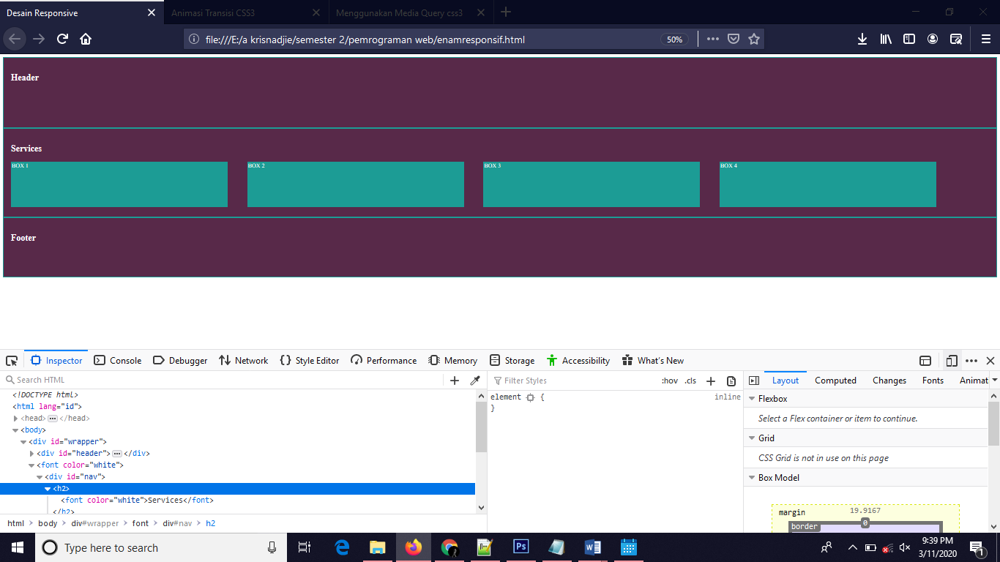 Desain Responsive
Animasi Transisi CSS3
Menggunakan Media Query css3
file:///E:/a krisnadjie/semester 2/pemrograman web/enamresponsif.html
50%
Header
Services
BOX 1 BOX 2 BOX 3 BOX 4
Footer
Inspector Console Debugger Network Style Editor Performance Memory Storage Accessibility What's New
Search HTML
Filter Styles
:hov .cls
Layout Computed Changes Fonts Animat
<!DOCTYPE html>
<html lang="id">
<head></head>
<body>
<div id="wrapper">
<div id="header"></div>
<font color="white">
<div id="nav">
<h2>
<font color="white">Services</font>
</h2>
html > body > div#wrapper > font > div#nav > h2
element {
inline
}
Flexbox
Select a Flex container or item to continue.
Grid
CSS Grid is not in use on this page
Box Model
margin
19.9167
border
0
Type here to search
Ps
W
9:39 PM
3/11/2020
1